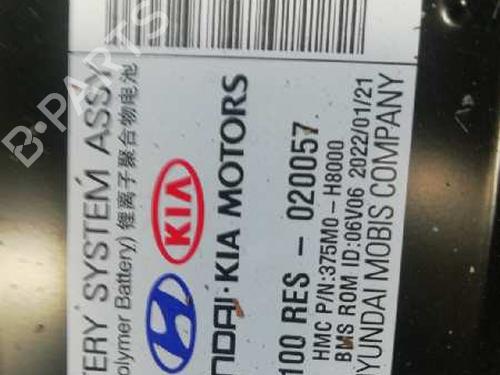 TERY SYSTEM ASSY
olymer Battery) 锂离子聚合物电池
KIA
NDAI·KIA MOTORS
100 RES - 020057
HMC P/N:375M0-H8000
BMS ROM ID:06V06 2022/01/21
YUNDAI MOBIS COMPANY
B-PARTS